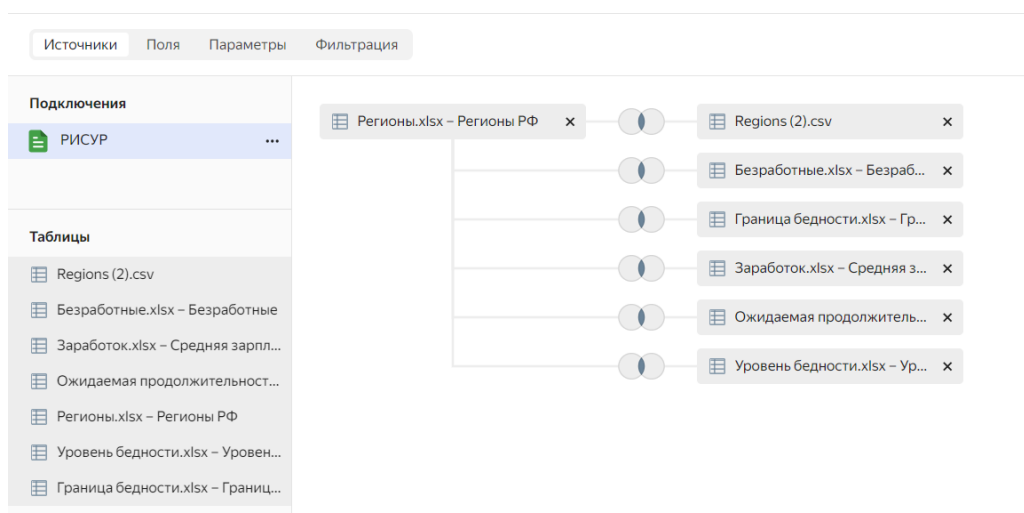 Источники Поля Параметры Фильтрация
Подключения
РИСУР
Таблицы
Regions (2).csv
Безработные.xlsx – Безработные
Заработок.xlsx – Средняя зарпл...
Ожидаемая продолжительност...
Регионы.xlsx – Регионы РФ
Уровень бедности.xlsx – Уровен...
Граница бедности.xlsx – Границ...
Регионы.xlsx – Регионы РФ
Regions (2).csv
Безработные.xlsx – Безраб...
Граница бедности.xlsx – Гр...
Заработок.xlsx – Средняя з...
Ожидаемая продолжитель...
Уровень бедности.xlsx – Ур...